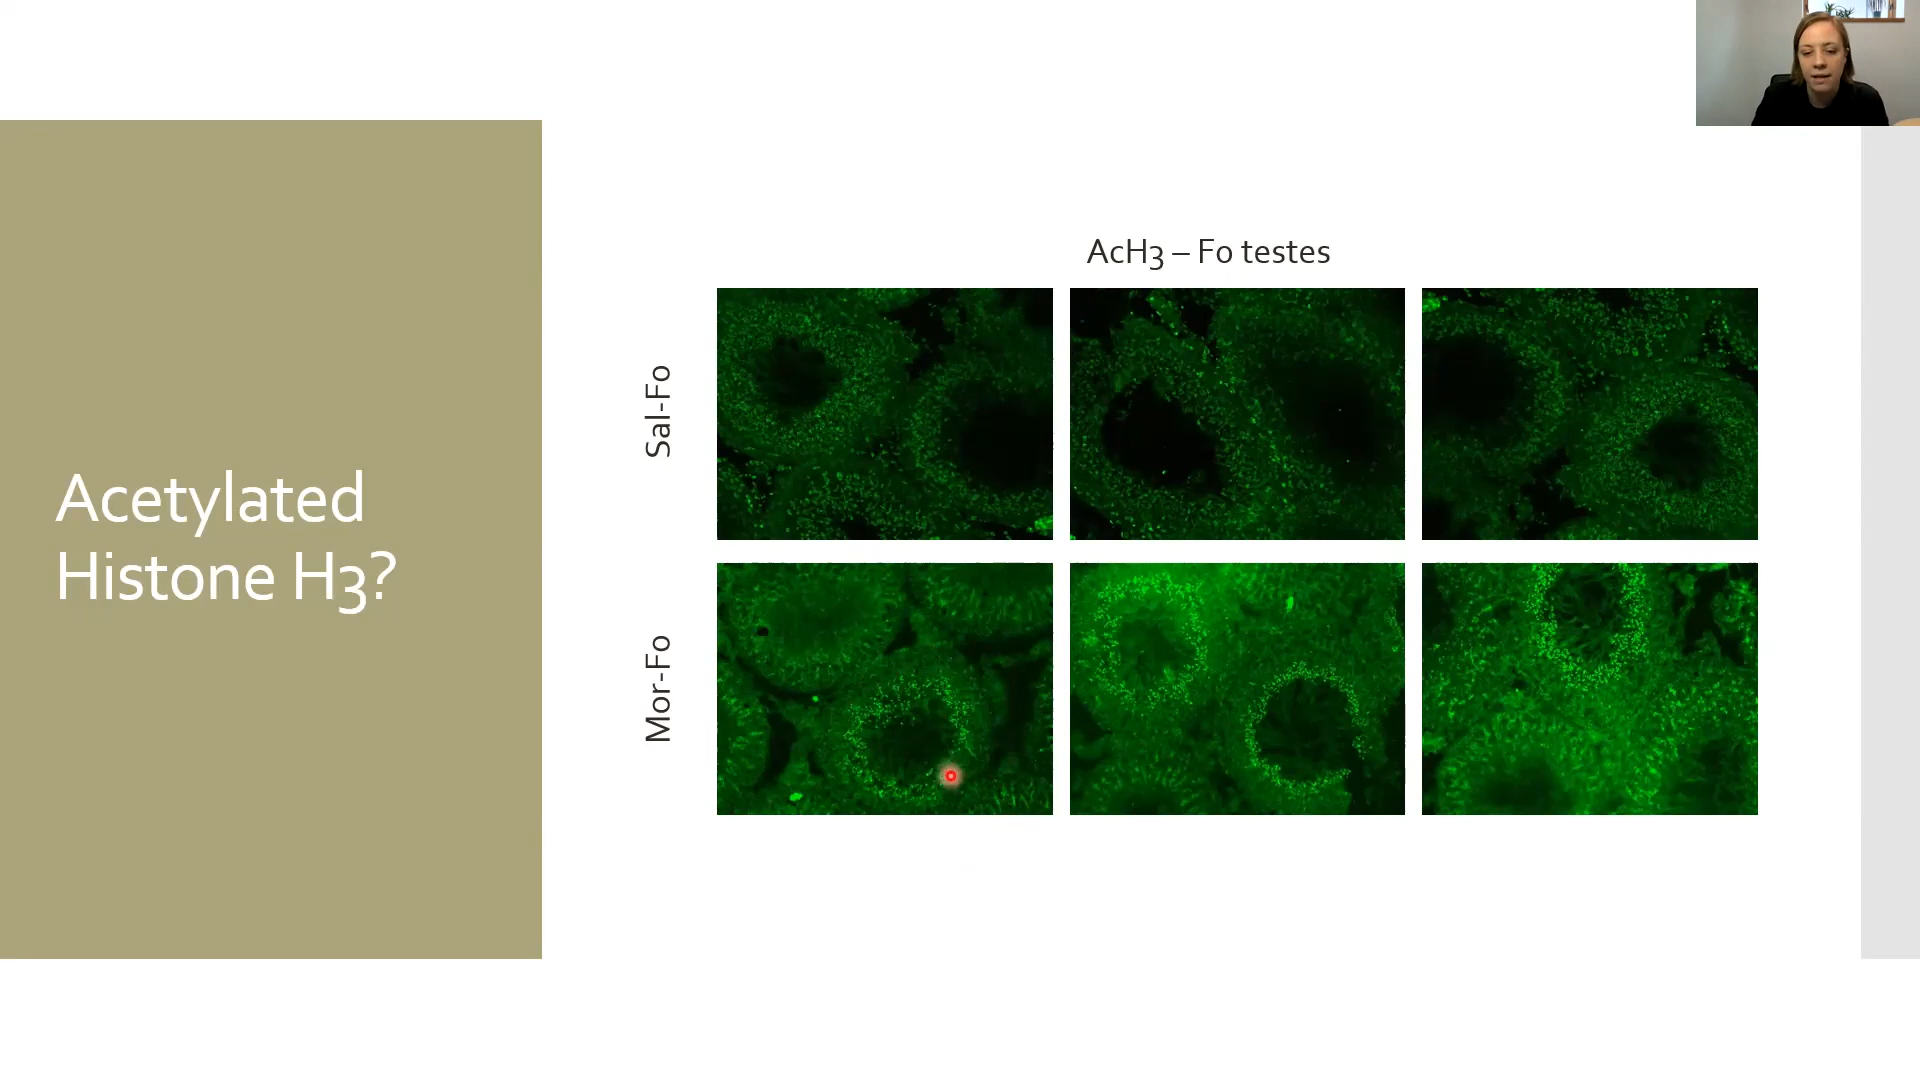 Acetylated
Histone H3?
AcH3 – F0 testes
Sal-F0
Mor-F0